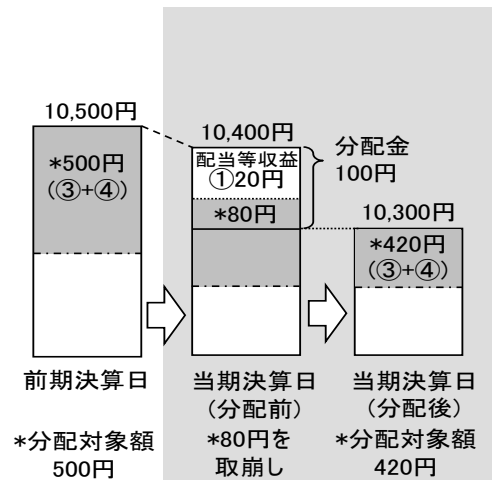 10,500円
*500円
(③+④)
前期決算日
*分配対象額
500円
10,400円
配当等収益
①20円
*80円
分配金
100円
当期決算日
(分配前)
*80円を
取崩し
10,300円
*420円
(③+④)
当期決算日
(分配後)
*分配対象額
420円